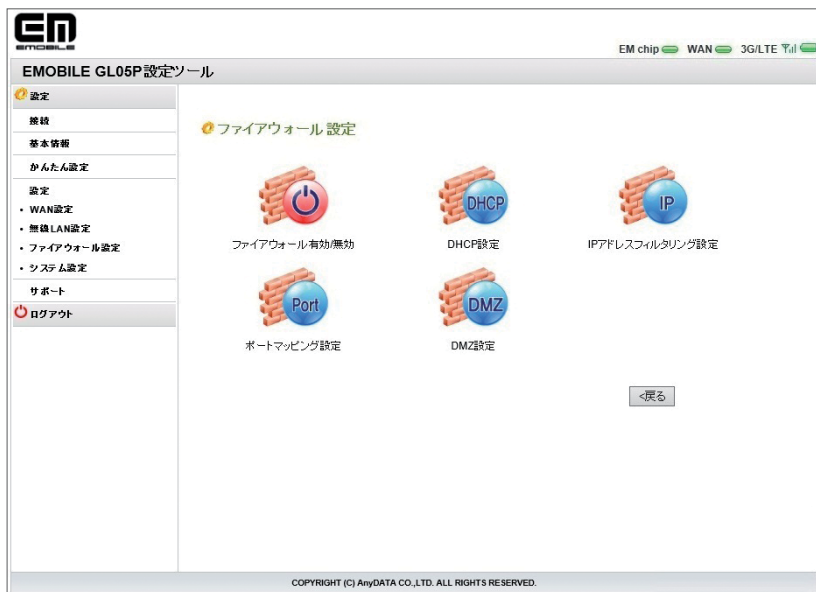 EM
EMOBILE
EM chip WAN 3G/LTE
EMOBILE GL05P設定ツール
設定
接続
基本情報
かんたん設定
設定
• WAN設定
• 無線LAN設定
• ファイアウォール設定
• システム設定
サポート
ログアウト
ファイアウォール 設定
DHCP
IP
ファイアウォール有効/無効
DHCP設定
IPアドレスフィルタリング設定
Port
DMZ
ポートマッピング設定
DMZ設定
<戻る
COPYRIGHT (C) AnyDATA CO.,LTD. ALL RIGHTS RESERVED.